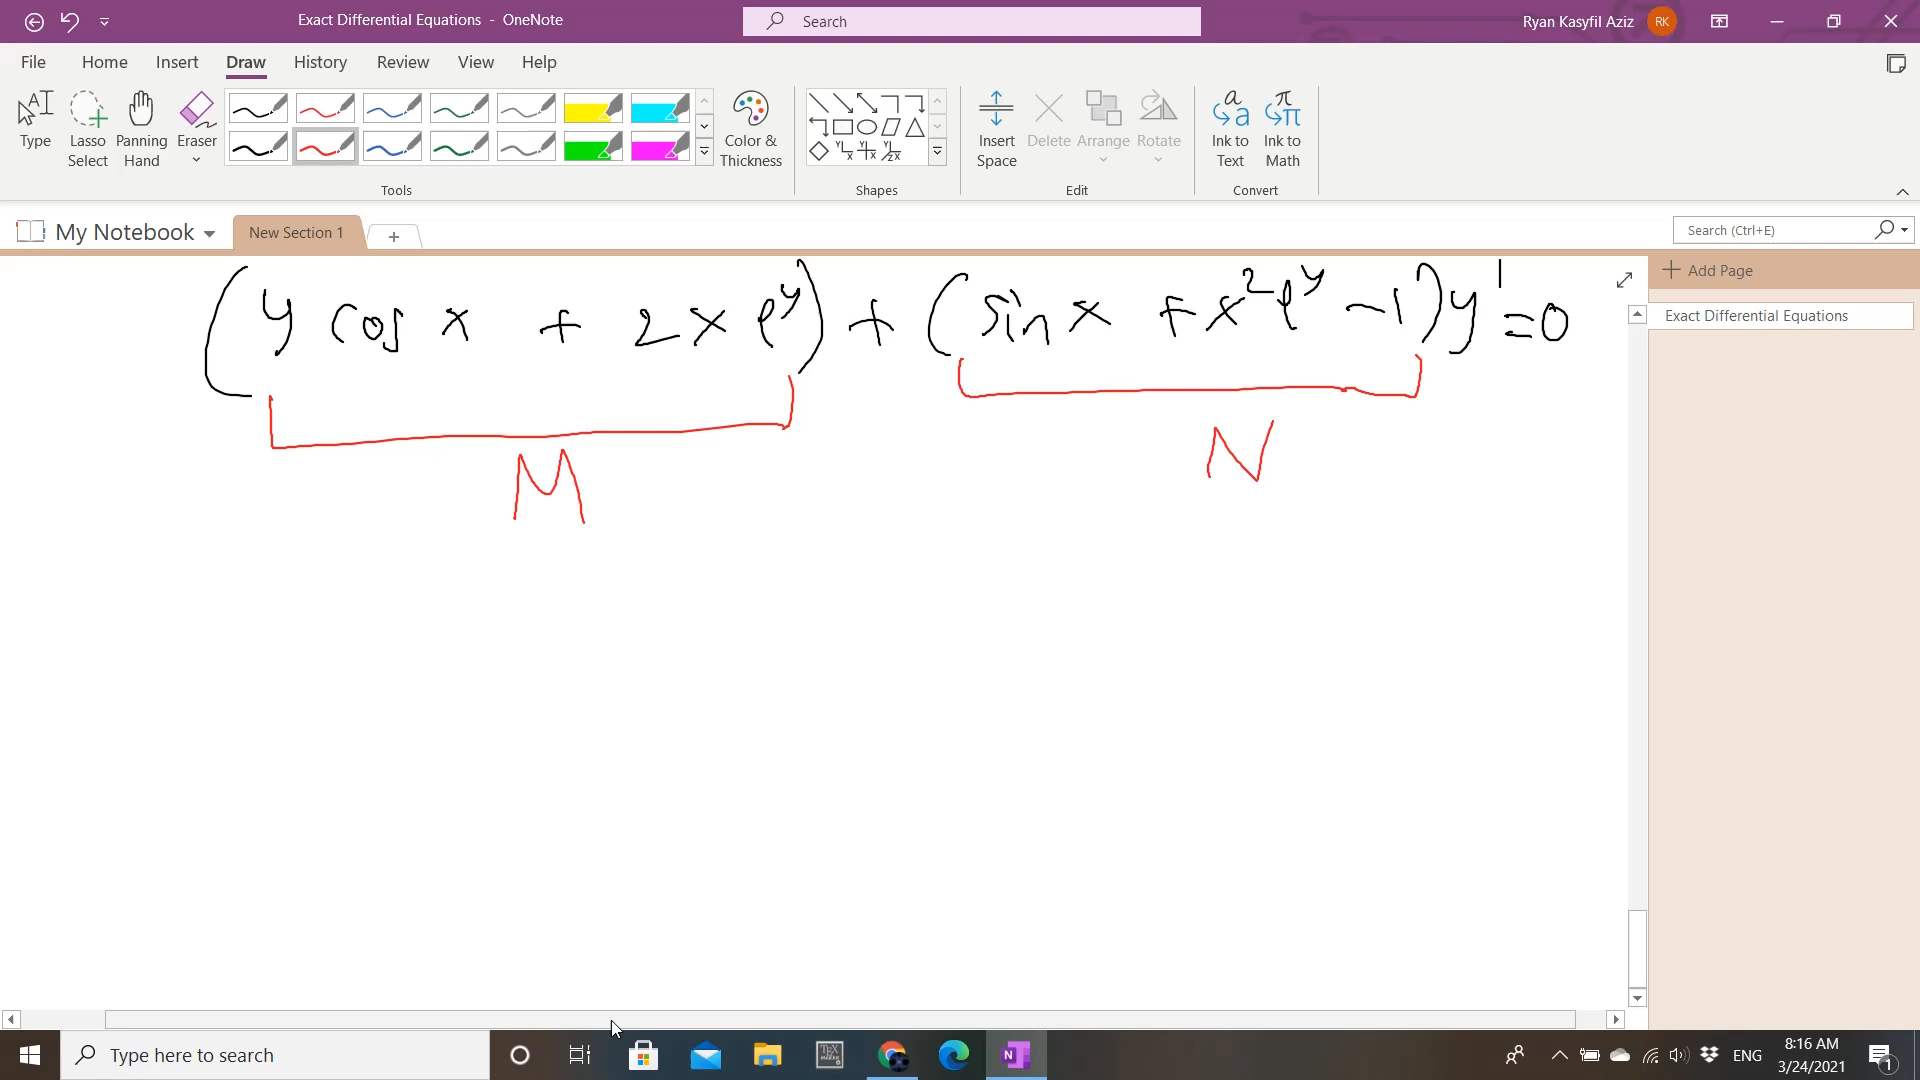 Exact Differential Equations - OneNote
Search
Ryan Kasyfil Aziz RK
File Home Insert Draw History Review View Help
Type
Lasso Select
Panning Hand
Eraser
Color & Thickness
Insert Space
Delete
Arrange
Rotate
Ink to Text
Ink to Math
Tools
Shapes
Edit
Convert
My Notebook
New Section 1
Search (Ctrl+E)
Add Page
Exact Differential Equations
(y cos x + 2x e^y) + (sin x + x^2 e^y - 1) y' = 0
M
N
Type here to search
ENG
8:16 AM
3/24/2021
1